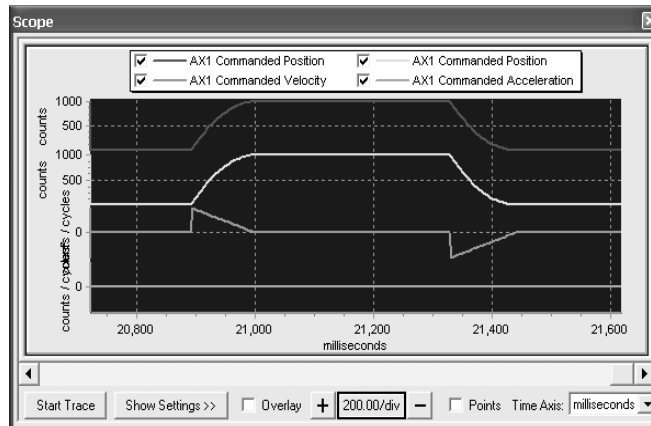 Scope
AX1 Commanded Position AX1 Commanded Position
AX1 Commanded Velocity AX1 Commanded Acceleration
1000
counts
500
1000
counts
500
0
counts / cycles
0
20,800 21,000 21,200 21,400 21,600
milliseconds
Start Trace Show Settings >> Overlay + 200.00/div - Points Time Axis: milliseconds